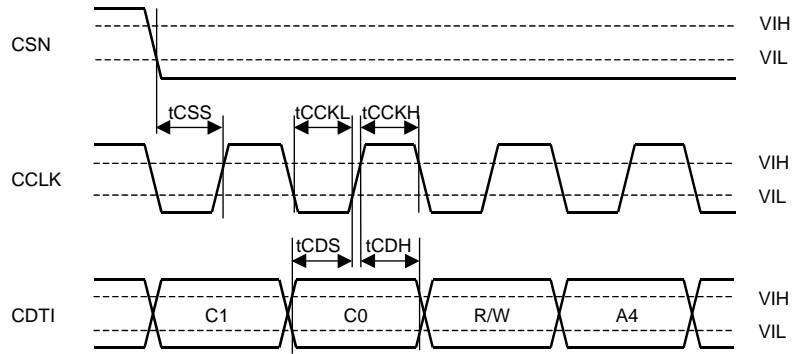 CSN
VIH
VIL
tCSS
tCCKL
tCCKH
CCLK
VIH
VIL
tCDS
tCDH
CDTI
C1
C0
R/W
A4
VIH
VIL